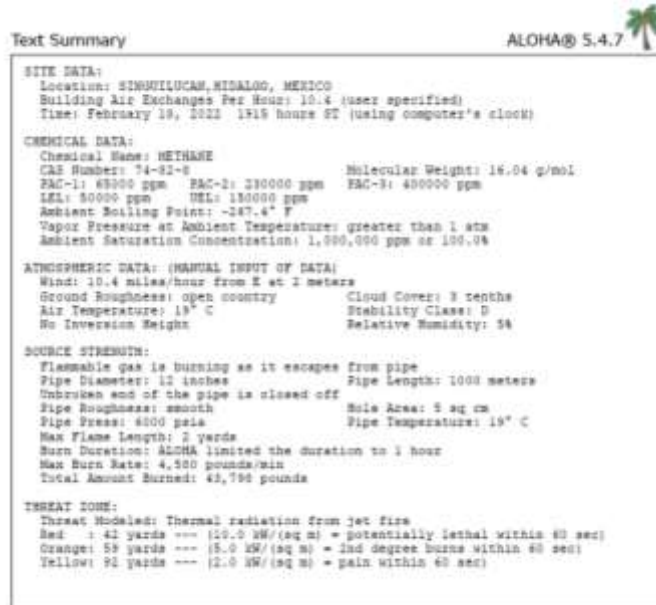 Text Summary
ALOHA® 5.4.7
SITE DATA:
Location: SINGUILUCAN,HIDALGO, MEXICO
Building Air Exchanges Per Hour: 10.4 (user specified)
Time: February 2022 1915 hours ST (using computer's clock)
CHEMICAL DATA:
Chemical Name: METHANE
CAS Number: 74-82-8 Molecular Weight: 16.04 g/mol
PAC-1: 65000 ppm PAC-2: 230000 ppm PAC-3: 400000 ppm
LEL: 50000 ppm UEL: 150000 ppm
Ambient Boiling Point: F
Vapor Pressure at Ambient Temperature: greater than 1 atm
Ambient Saturation Concentration: 1,000,000 ppm or 100.0%
ATMOSPHERIC DATA: (MANUAL INPUT OF DATA)
Wind: 10.4 miles/hour from E at 2 meters
Ground Roughness: open country Cloud Cover: 3 tenths
Air Temperature: 19° C Stability Class: D
No Inversion Height Relative Humidity: 5%
SOURCE STRENGTH:
Flammable gas is burning as it escapes from pipe
Pipe Diameter: 12 inches Pipe Length: 1000 meters
Unbroken end of the pipe is closed off
Pipe Roughness: smooth Hole Area: 5 sq cm
Pipe Press: 6000 psia Pipe Temperature: 19° C
Max Flame Length: 2 yards
Burn Duration: ALOHA limited the duration to 1 hour
Max Burn Rate: pounds/min
Total Amount Burned: pounds
THREAT ZONE:
Threat Modeled: Thermal radiation from jet fire
Red : 42 yards --- (10.0 kW/(sq m) = potentially lethal within 60 sec)
Orange: 59 yards --- (5.0 kW/(sq m) = 2nd degree burns within 60 sec)
Yellow: 92 yards --- (2.0 kW/(sq m) = pain within 60 sec)